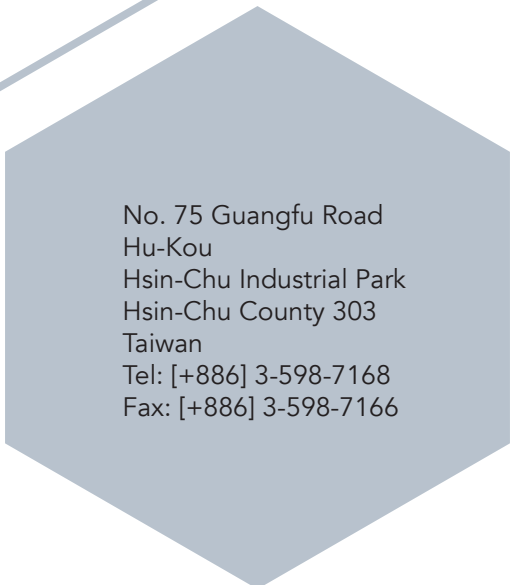 No. 75 Guangfu Road
Hu-Kou
Hsin-Chu Industrial Park
Hsin-Chu County 303
Taiwan
Tel: [+886] 3-598-7168
Fax: [+886] 3-598-7166